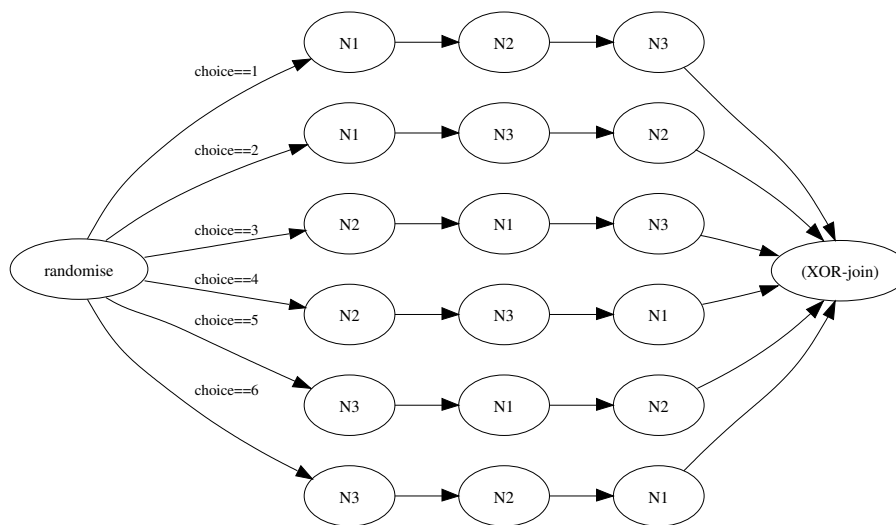 N1
N2
N3
choice==1
N1
N3
N2
choice==2
N2
N1
N3
choice==3
randomise
(XOR-join)
choice==4
N2
N3
N1
choice==5
N3
N1
N2
choice==6
N3
N2
N1